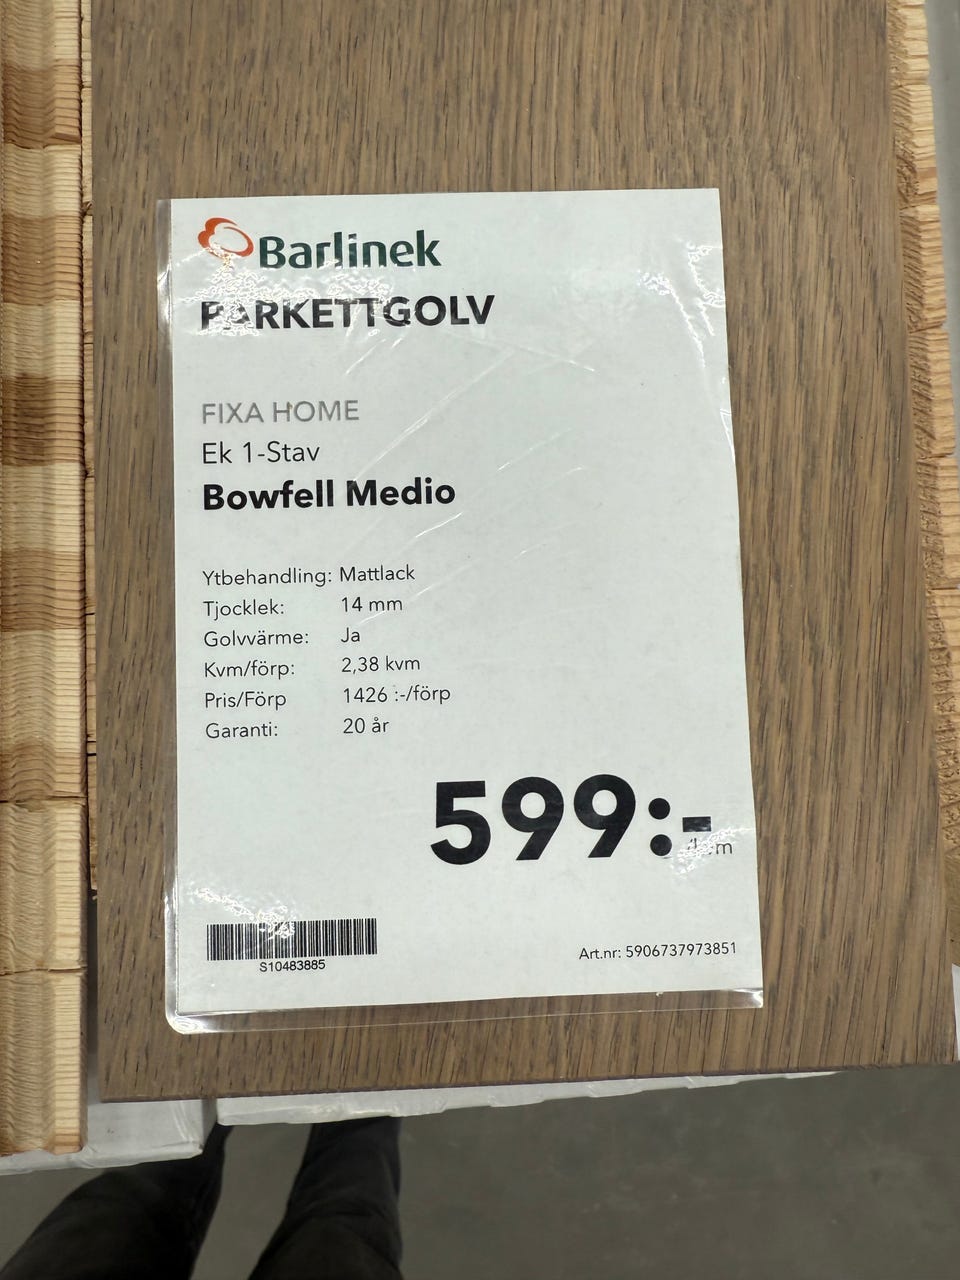 Barlinek
PARKETTGOLV
FIXA HOME
Ek 1-Stav
Bowfell Medio
Ytbehandling: Mattlack
Tjocklek: 14 mm
Golvvärme: Ja
Kvm/förp: 2,38 kvm
Pris/Förp 1426 :-/förp
Garanti: 20 år
599:-
S10483885
Art.nr: 5906737973851